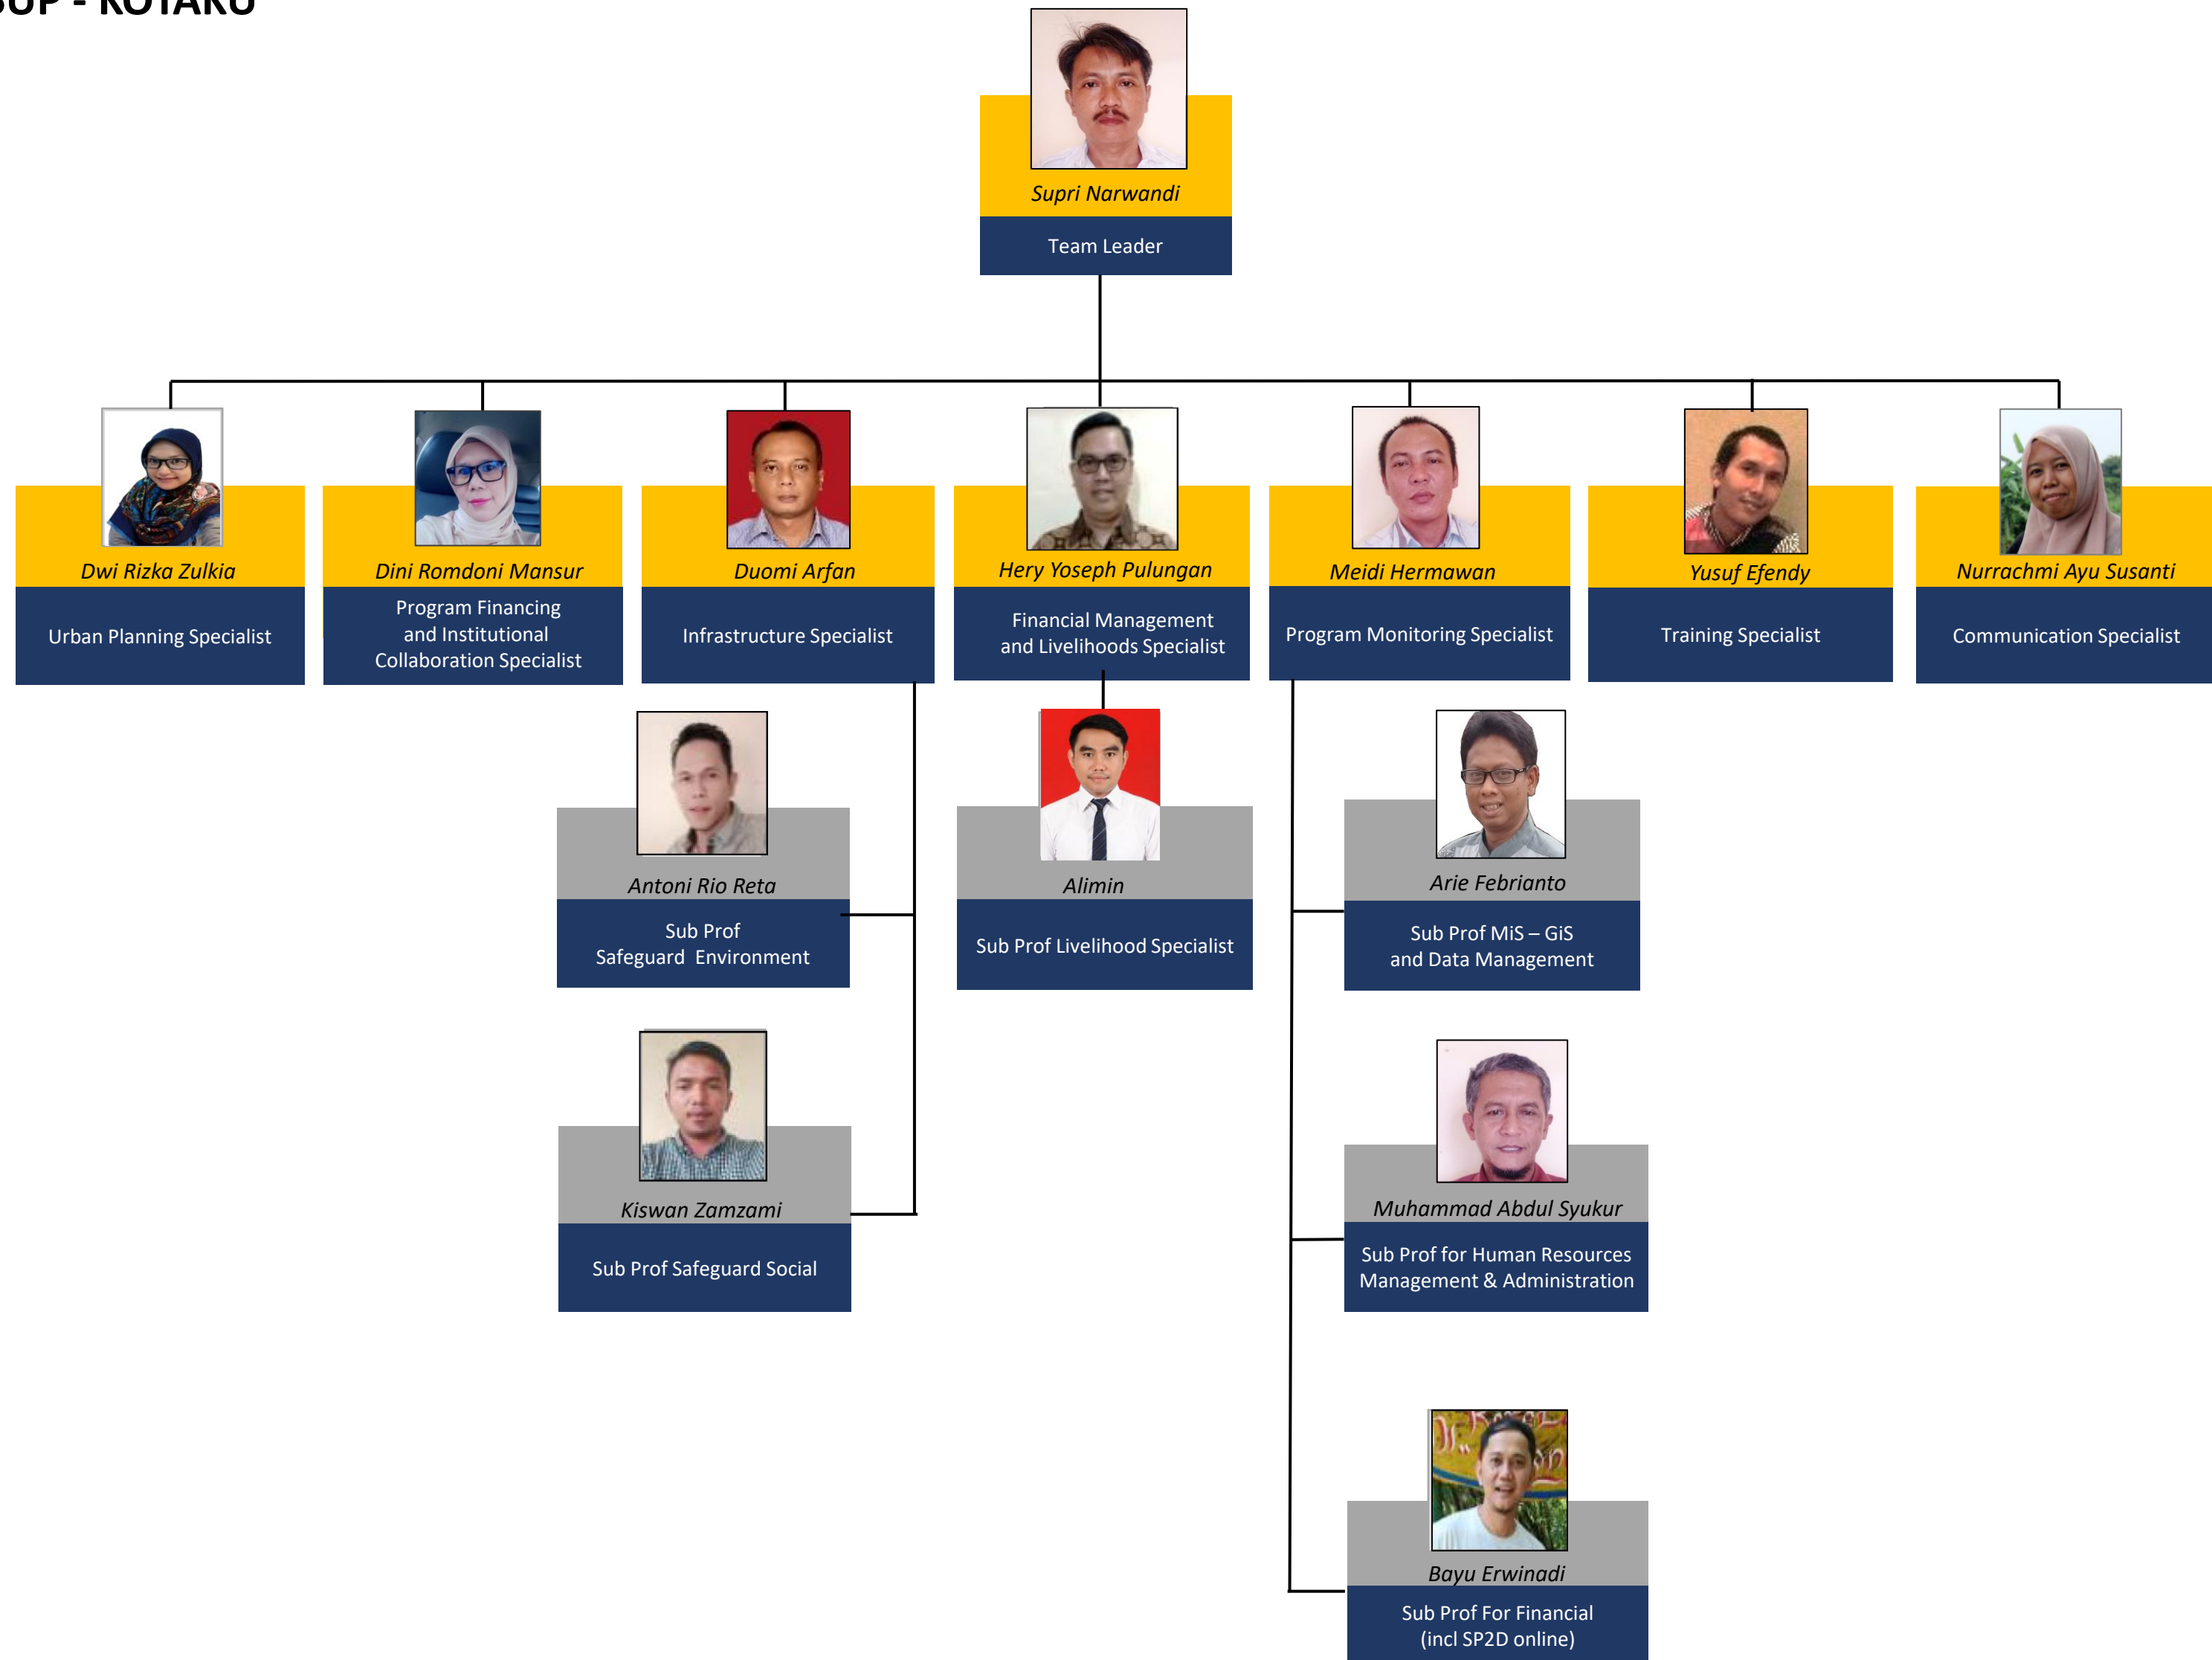 - KOTAKU
Supri Narwandi
Team Leader
Dwi Rizka Zulkia
Urban Planning Specialist
Dini Romdoni Mansur
Program Financing
and Institutional
Collaboration Specialist
Duomi Arfan
Infrastructure Specialist
Hery Yoseph Pulungan
Financial Management
and Livelihoods Specialist
Meidi Hermawan
Program Monitoring Specialist
Yusuf Efendy
Training Specialist
Nurrachmi Ayu Susanti
Communication Specialist
Antoni Rio Reta
Sub Prof
Safeguard  Environment
Alimin
Sub Prof Livelihood Specialist
Arie Febrianto
Sub Prof MiS – GiS
and Data Management
Kiswan Zamzami
Sub Prof Safeguard Social
Muhammad Abdul Syukur
Sub Prof for Human Resources
Management & Administration
Bayu Erwinadi
Sub Prof For Financial
(incl SP2D online)